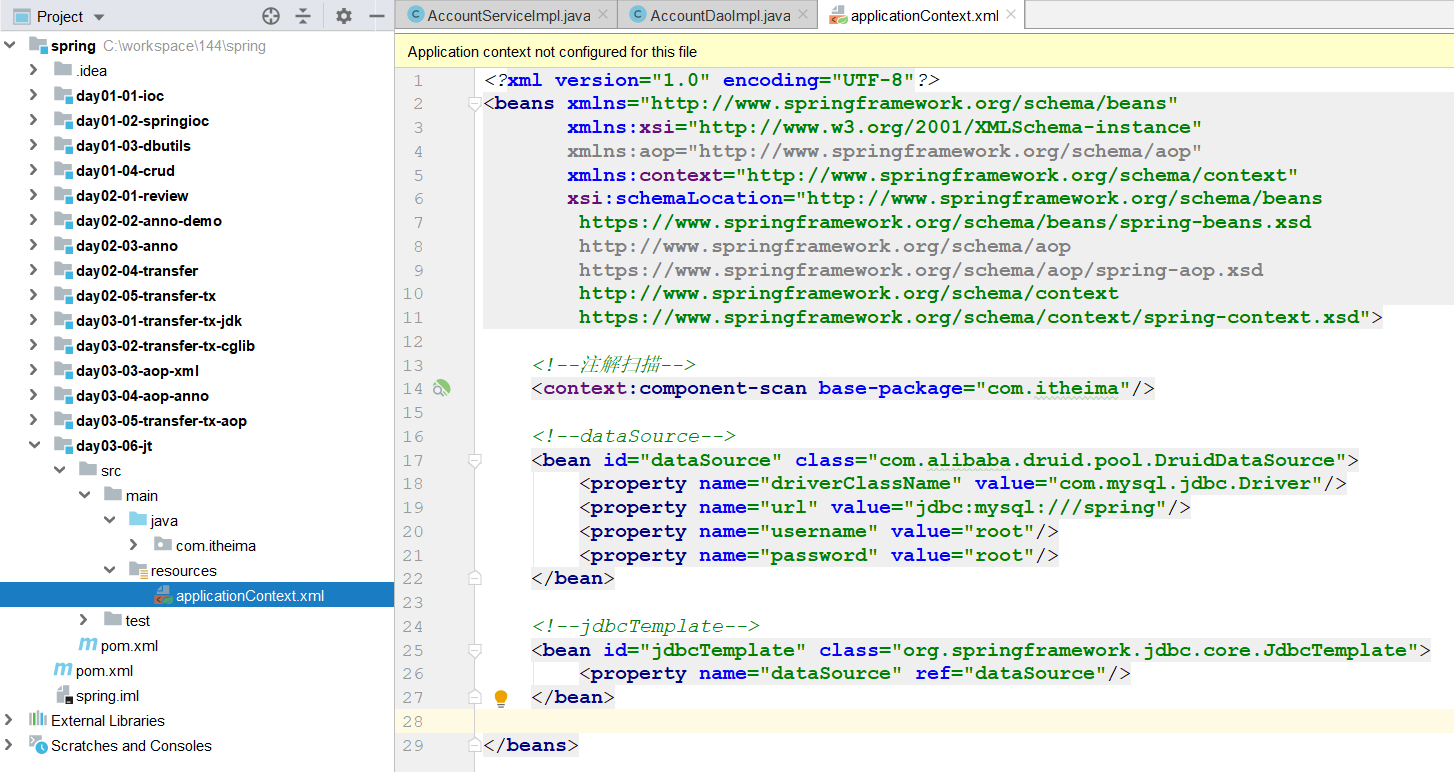 Project
spring C:\workspace\144\spring
.idea
day01-01-ioc
day01-02-springioc
day01-03-dbutils
day01-04-crud
day02-01-review
day02-02-anno-demo
day02-03-anno
day02-04-transfer
day02-05-transfer-tx
day03-01-transfer-tx-jdk
day03-02-transfer-tx-cglib
day03-03-aop-xml
day03-04-aop-anno
day03-05-transfer-tx-aop
day03-06-jt
src
main
java
com.itheima
resources
applicationContext.xml
test
m pom.xml
m pom.xml
spring.iml
External Libraries
Scratches and Consoles
C AccountServiceImpl.java C AccountDaoImpl.java applicationContext.xml
Application context not configured for this file
1 <?xml version="1.0" encoding="UTF-8"?>
2 <beans xmlns="http://www.springframework.org/schema/beans"
3 xmlns:xsi="http://www.w3.org/2001/XMLSchema-instance"
4 xmlns:aop="http://www.springframework.org/schema/aop"
5 xmlns:context="http://www.springframework.org/schema/context"
6 xsi:schemaLocation="http://www.springframework.org/schema/beans
7 https://www.springframework.org/schema/beans/spring-beans.xsd
8 http://www.springframework.org/schema/aop
9 https://www.springframework.org/schema/aop/spring-aop.xsd
10 http://www.springframework.org/schema/context
11 https://www.springframework.org/schema/context/spring-context.xsd">
12
13 <!--注解扫描-->
14 <context:component-scan base-package="com.itheima"/>
15
16 <!--dataSource-->
17 <bean id="dataSource" class="com.alibaba.druid.pool.DruidDataSource">
18 <property name="driverClassName" value="com.mysql.jdbc.Driver"/>
19 <property name="url" value="jdbc:mysql:///spring"/>
20 <property name="username" value="root"/>
21 <property name="password" value="root"/>
22 </bean>
23
24 <!--jdbcTemplate-->
25 <bean id="jdbcTemplate" class="org.springframework.jdbc.core.JdbcTemplate">
26 <property name="dataSource" ref="dataSource"/>
27 </bean>
28
29 </beans>